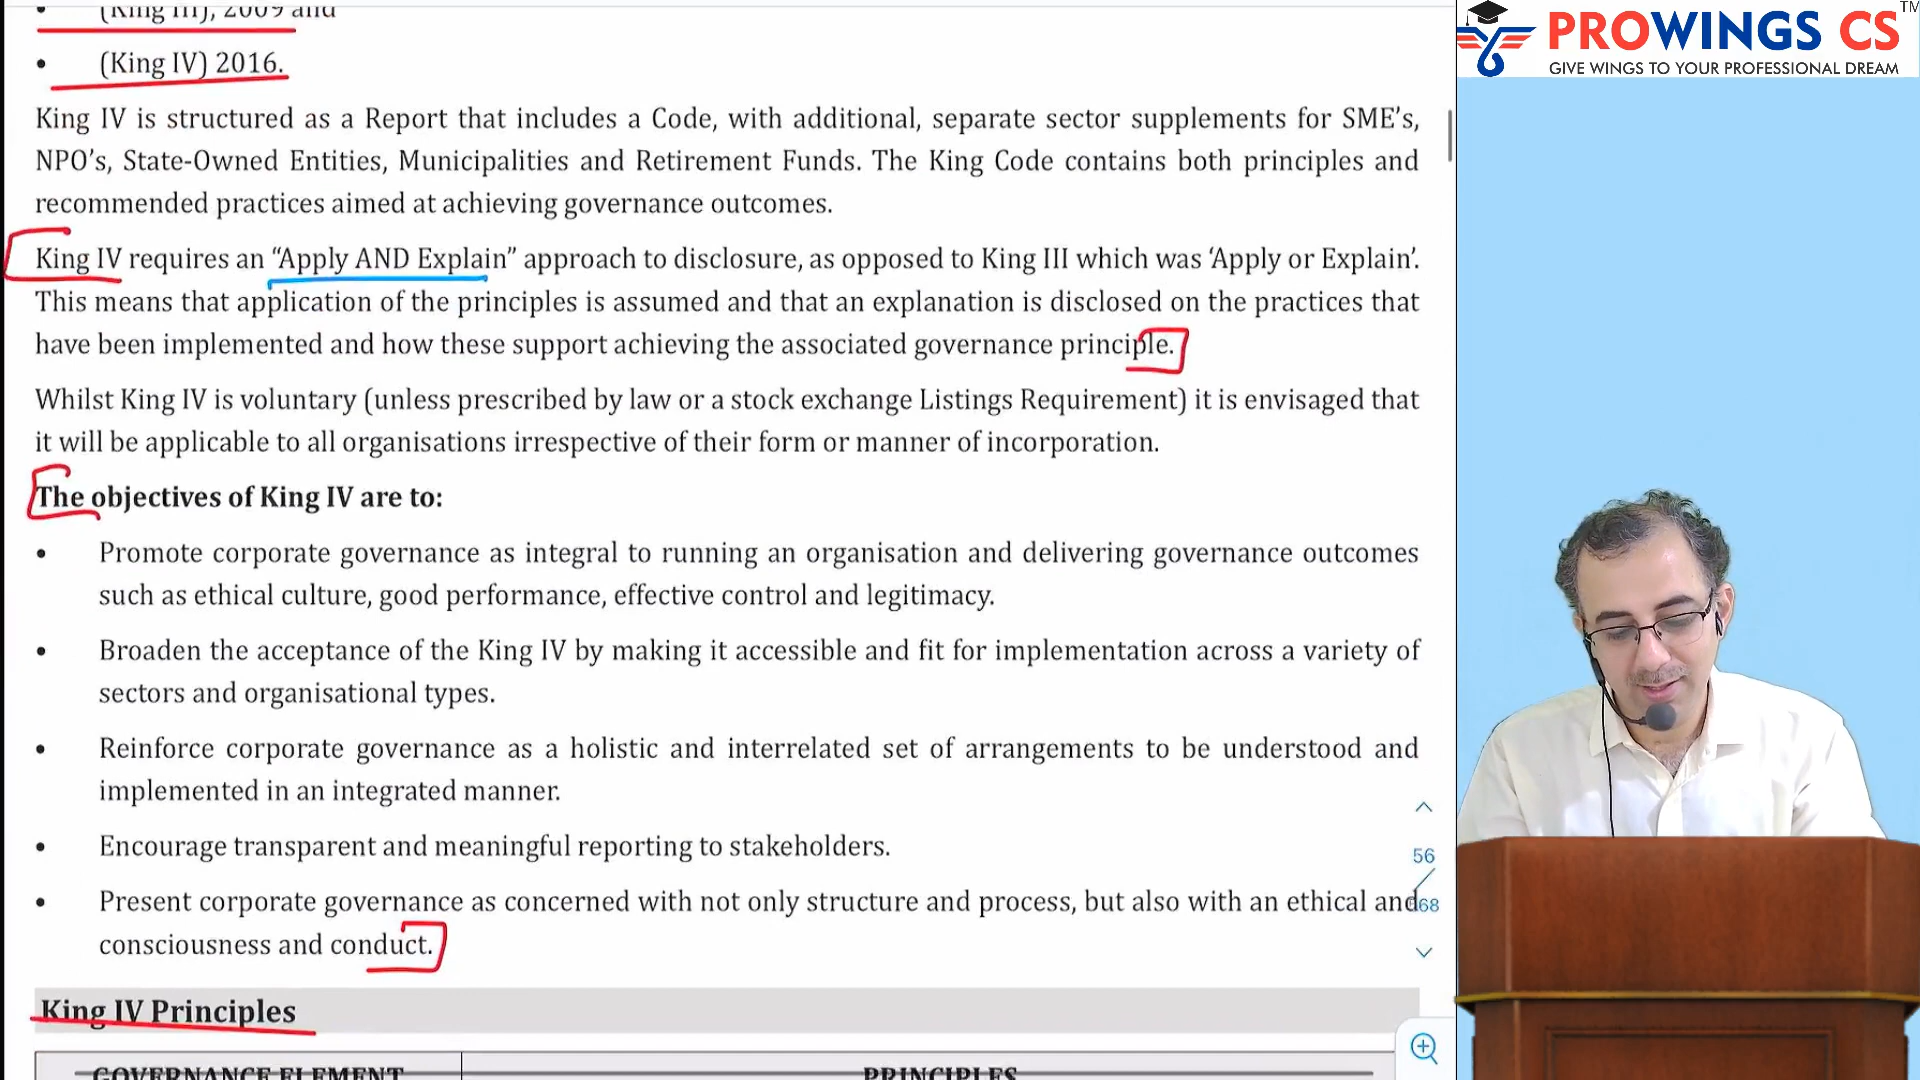 (King III), 2009 and
(King IV) 2016.
King IV is structured as a Report that includes a Code, with additional, separate sector supplements for SME’s,
NPO’s, State-Owned Entities, Municipalities and Retirement Funds. The King Code contains both principles and
recommended practices aimed at achieving governance outcomes.
King IV requires an “Apply AND Explain” approach to disclosure, as opposed to King III which was ‘Apply or Explain’.
This means that application of the principles is assumed and that an explanation is disclosed on the practices that
have been implemented and how these support achieving the associated governance principle.
Whilst King IV is voluntary (unless prescribed by law or a stock exchange Listings Requirement) it is envisaged that
it will be applicable to all organisations irrespective of their form or manner of incorporation.
The objectives of King IV are to:
• Promote corporate governance as integral to running an organisation and delivering governance outcomes
such as ethical culture, good performance, effective control and legitimacy.
• Broaden the acceptance of the King IV by making it accessible and fit for implementation across a variety of
sectors and organisational types.
• Reinforce corporate governance as a holistic and interrelated set of arrangements to be understood and
implemented in an integrated manner.
• Encourage transparent and meaningful reporting to stakeholders.
• Present corporate governance as concerned with not only structure and process, but also with an ethical and
consciousness and conduct.
King IV Principles
GOVERNANCE ELEMENT PRINCIPLES
56
68
PROWINGS CS™
GIVE WINGS TO YOUR PROFESSIONAL DREAM